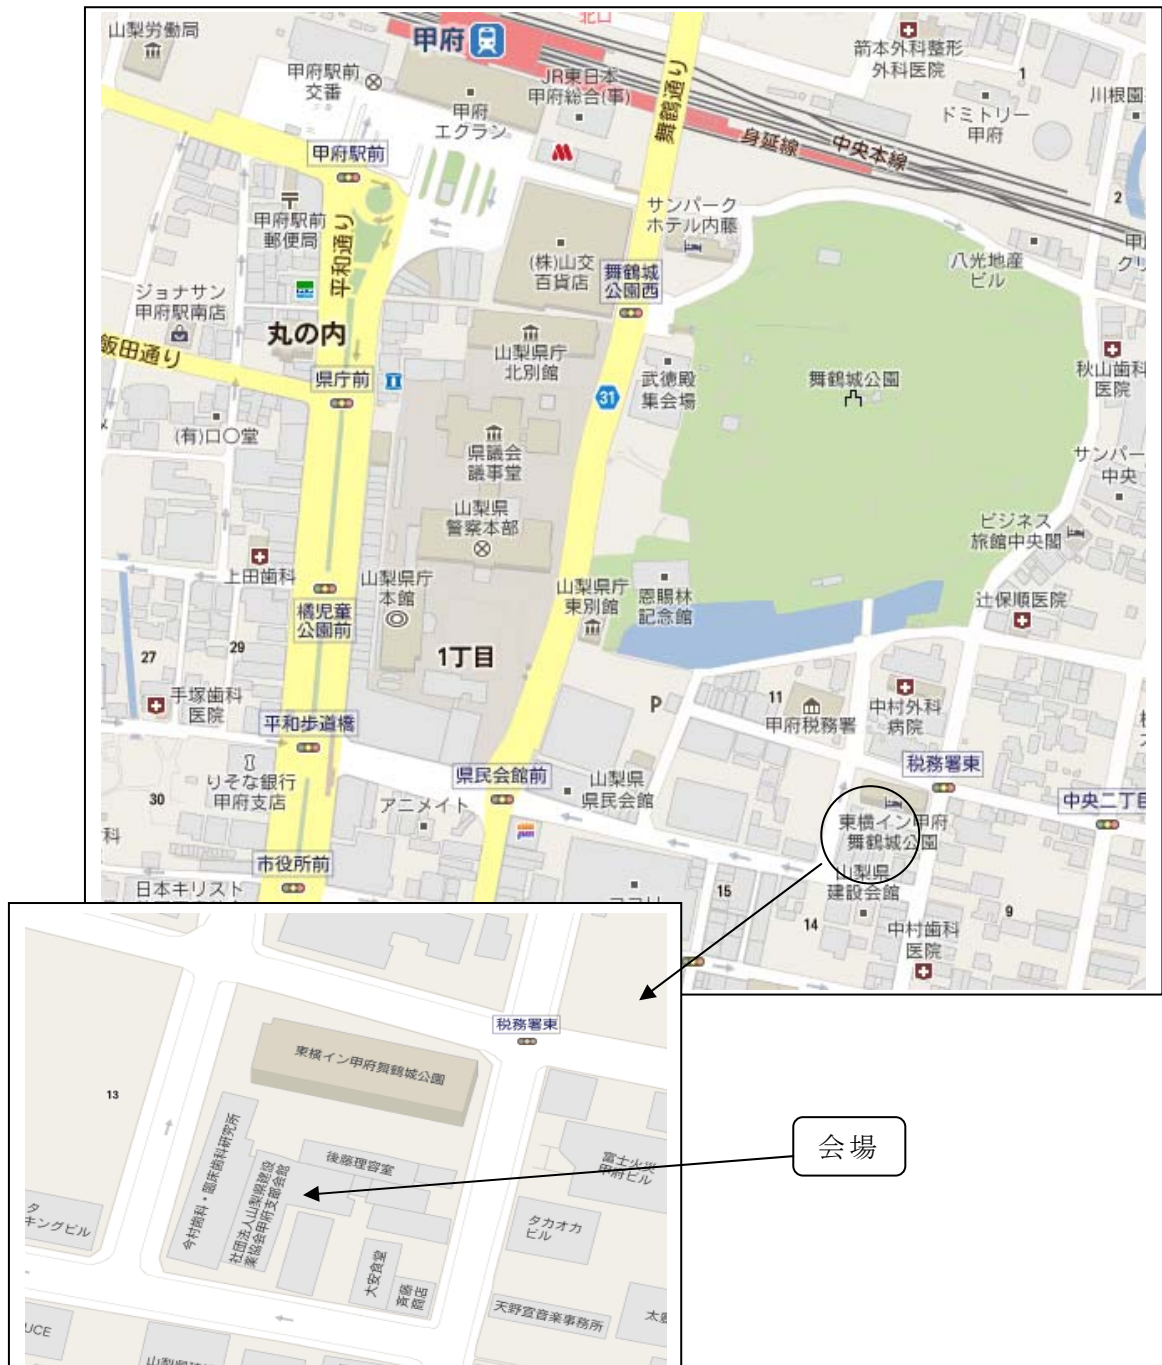 山梨労働局
甲府
北口
箭本外科整形
外科医院
1
甲府駅前
交番
JR東日本
甲府総合(事)
甲府
エクラン
舞鶴通り
ドミトリー
甲府
川根園
身延線
中央本線
甲府駅前
甲府駅前
郵便局
平和通り
サンパーク
ホテル内藤
2
(株)山交
百貨店
舞鶴城
公園西
八光地産
ビル
ジョナサン
甲府駅南店
丸の内
飯田通り
県庁前
山梨県庁
北別館
武徳殿
集会場
31
舞鶴城公園
秋山歯科
医院
(有)口〇堂
県議会
議事堂
サンパー
中央
山梨県
警察本部
ビジネス
旅館中央閣
上田歯科
山梨県庁
本館
山梨県庁
東別館
恩賜林
記念館
辻保順医院
橘児童
公園前
29
27
1丁目
手塚歯科
医院
P
11
甲府税務署
中村外科
病院
平和歩道橋
りそな銀行
甲府支店
県民会館前
山梨県
県民会館
税務署東
30
アニメイト
中央二丁目
科
東横イン甲府
舞鶴城公園
市役所前
日本キリスト
山梨県
建設会館
15
14
9
中村歯科
医院
税務署東
東横イン甲府舞鶴城公園
13
今村歯科・臨床歯科研究所
社団法人山梨県建設
業協会甲府支部会館
後藤理容室
富士火災
甲府ビル
会場
タ
キングビル
タカオカ
ビル
大安食堂
斉藤
商店
天野宣音楽事務所
太
UCE